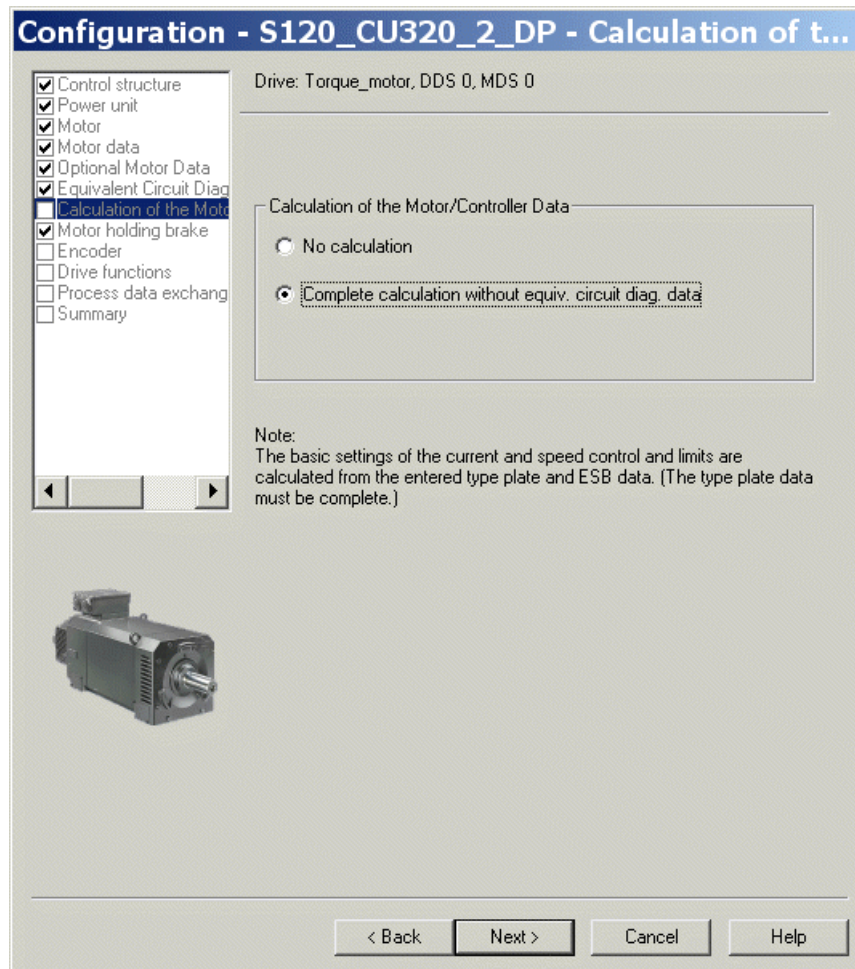 Configuration - S120_CU320_2_DP - Calculation of t...
Control structure
Power unit
Motor
Motor data
Optional Motor Data
Equivalent Circuit Diag
Calculation of the Moto
Motor holding brake
Encoder
Drive functions
Process data exchang
Summary
Drive: Torque_motor, DDS 0, MDS 0
Calculation of the Motor/Controller Data
No calculation
Complete calculation without equiv. circuit diag. data
Note:
The basic settings of the current and speed control and limits are
calculated from the entered type plate and ESB data. (The type plate data
must be complete.)
< Back
Next >
Cancel
Help